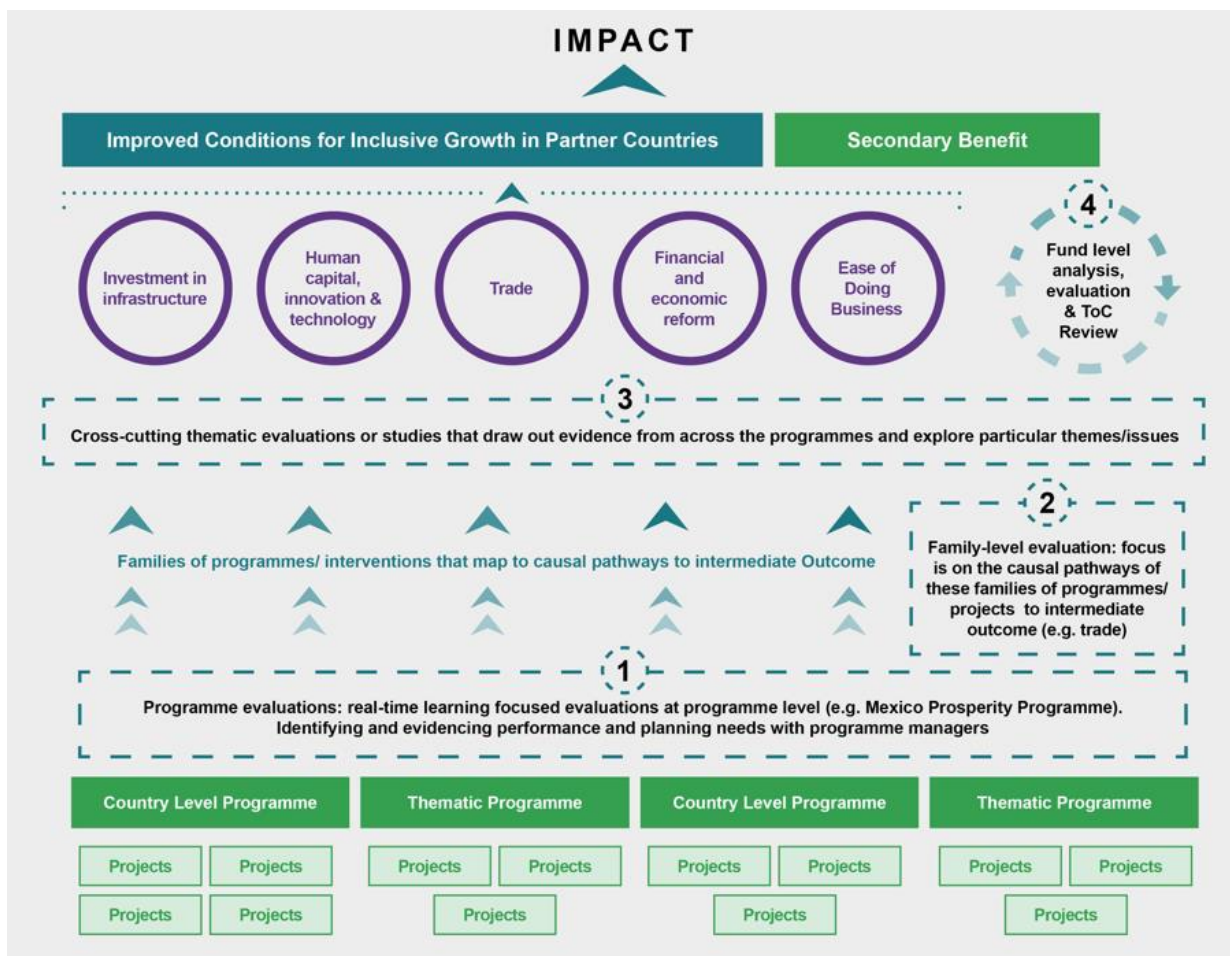 IMPACT
Improved Conditions for Inclusive Growth in Partner Countries
Secondary Benefit
Investment in
infrastructure
Human
capital,
innovation &
technology
Trade
Financial
and
economic
reform
Ease of
Doing
Business
4
Fund level
analysis,
evaluation
& ToC
Review
3
Cross-cutting thematic evaluations or studies that draw out evidence from across the programmes and explore particular themes/issues
Families of programmes/ interventions that map to causal pathways to intermediate Outcome
2
Family-level evaluation: focus
is on the causal pathways of
these families of programmes/
projects to intermediate
outcome (e.g. trade)
1
Programme evaluations: real-time learning focused evaluations at programme level (e.g. Mexico Prosperity Programme).
Identifying and evidencing performance and planning needs with programme managers
Country Level Programme
Thematic Programme
Country Level Programme
Thematic Programme
Projects
Projects
Projects
Projects
Projects
Projects
Projects
Projects
Projects
Projects
Projects
Projects
Projects